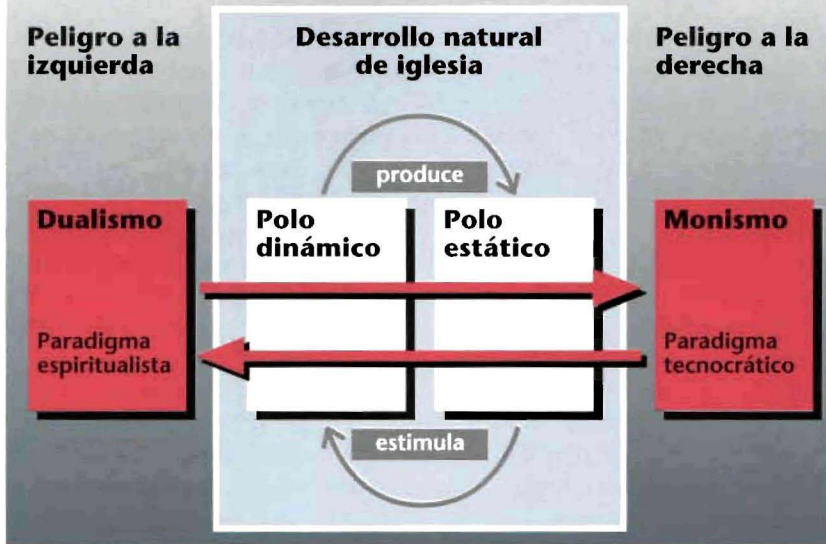 Peligro a la
izquierda
Desarrollo natural
de iglesia
Peligro a la
derecha
produce
Dualismo
Paradigma
espiritualista
Polo
dinámico
Polo
estático
Monismo
Paradigma
tecnocrático
estimula